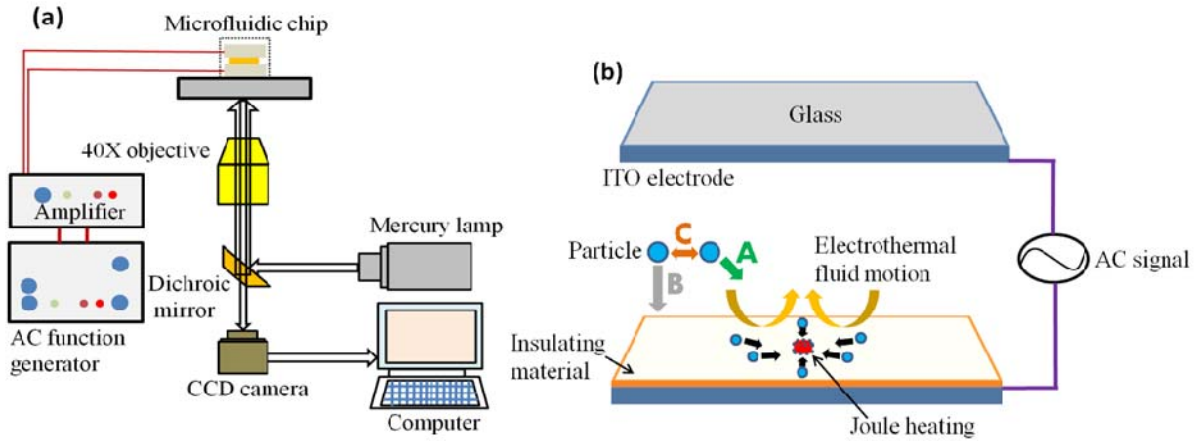 (a)
Microfluidic chip
40X objective
Amplifier
Mercury lamp
Dichroic
mirror
AC function
generator
CCD camera
Computer
(b)
Glass
ITO electrode
Particle
C
A
B
Electrothermal
fluid motion
AC signal
Insulating
material
Joule heating